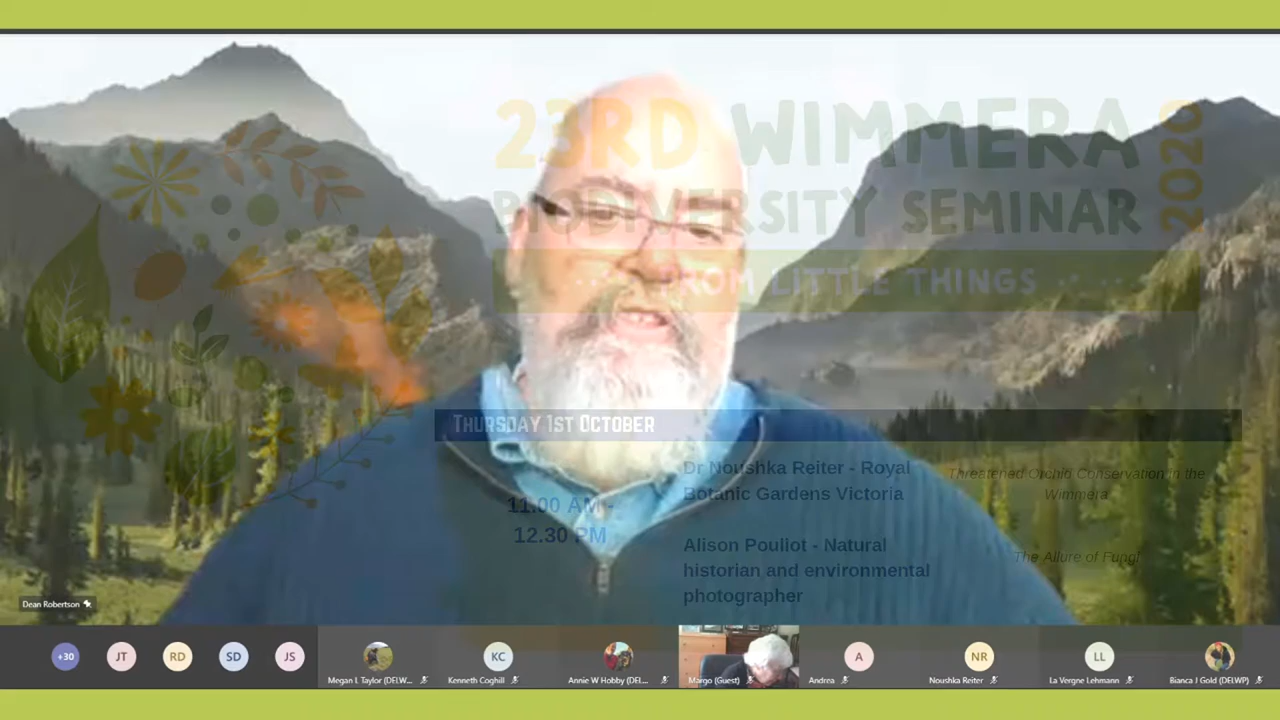 23RD WIMMERA
BIODIVERSITY SEMINAR
2020
FROM LITTLE THINGS
THURSDAY 1ST OCTOBER
11.00 AM -
12.30 PM
Dr Noushka Reiter - Royal
Botanic Gardens Victoria
Threatened Orchid Conservation in the
Wimmera
Alison Pouliot - Natural
historian and environmental
photographer
The Allure of Fungi
Dean Robertson
+30
JT
RD
SD
JS
KC
A
NR
LL
Megan L Taylor (DELW...
Kenneth Coghill
Annie W Hobby (DEL...
Margo (Guest)
Andrea
Noushka Reiter
La Vergne Lehmann
Bianca J Gold (DELWP)